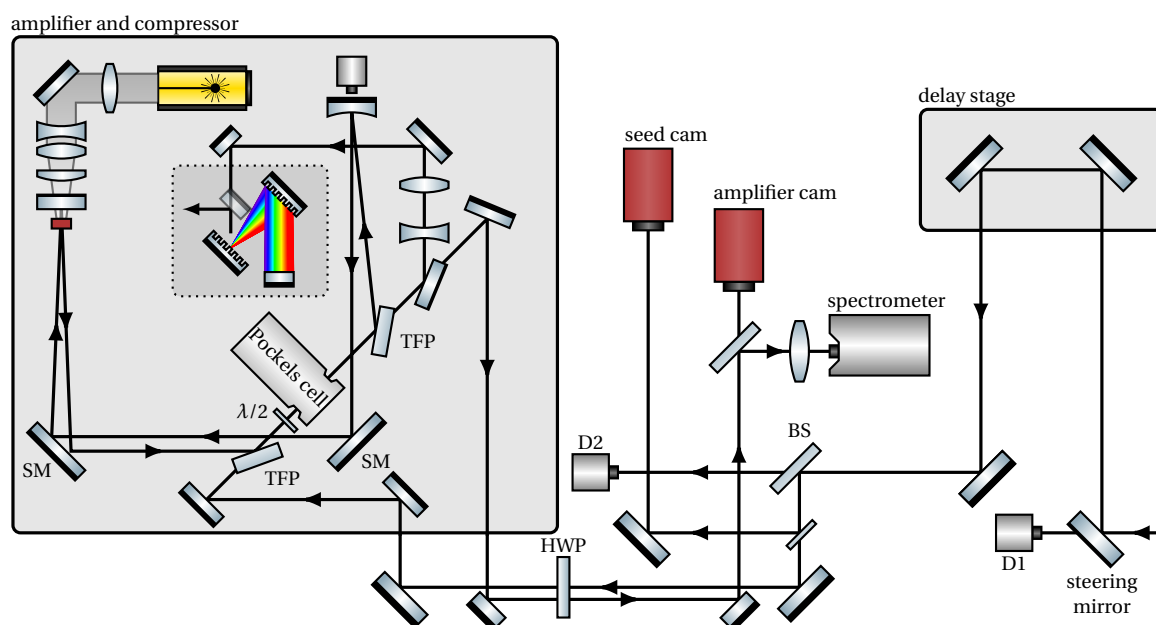 amplifier and compressor
delay stage
seed cam
amplifier cam
spectrometer
TFP
Pockels cell
λ/2
SM
TFP
SM
D2
BS
HWP
D1
steering
mirror